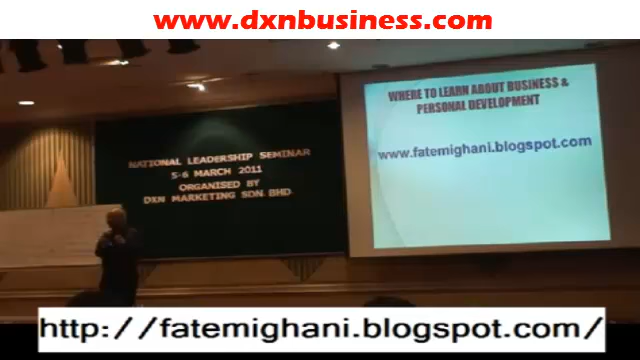 www.dxnbusiness.com
WHERE TO LEARN ABOUT BUSINESS &
PERSONAL DEVELOPMENT
www.fatemighani.blogspot.com
NATIONAL LEADERSHIP SEMINAR
5-6 MARCH 2011
ORGANISED BY
DXN MARKETING SDN. BHD.
http://fatemighani.blogspot.com/